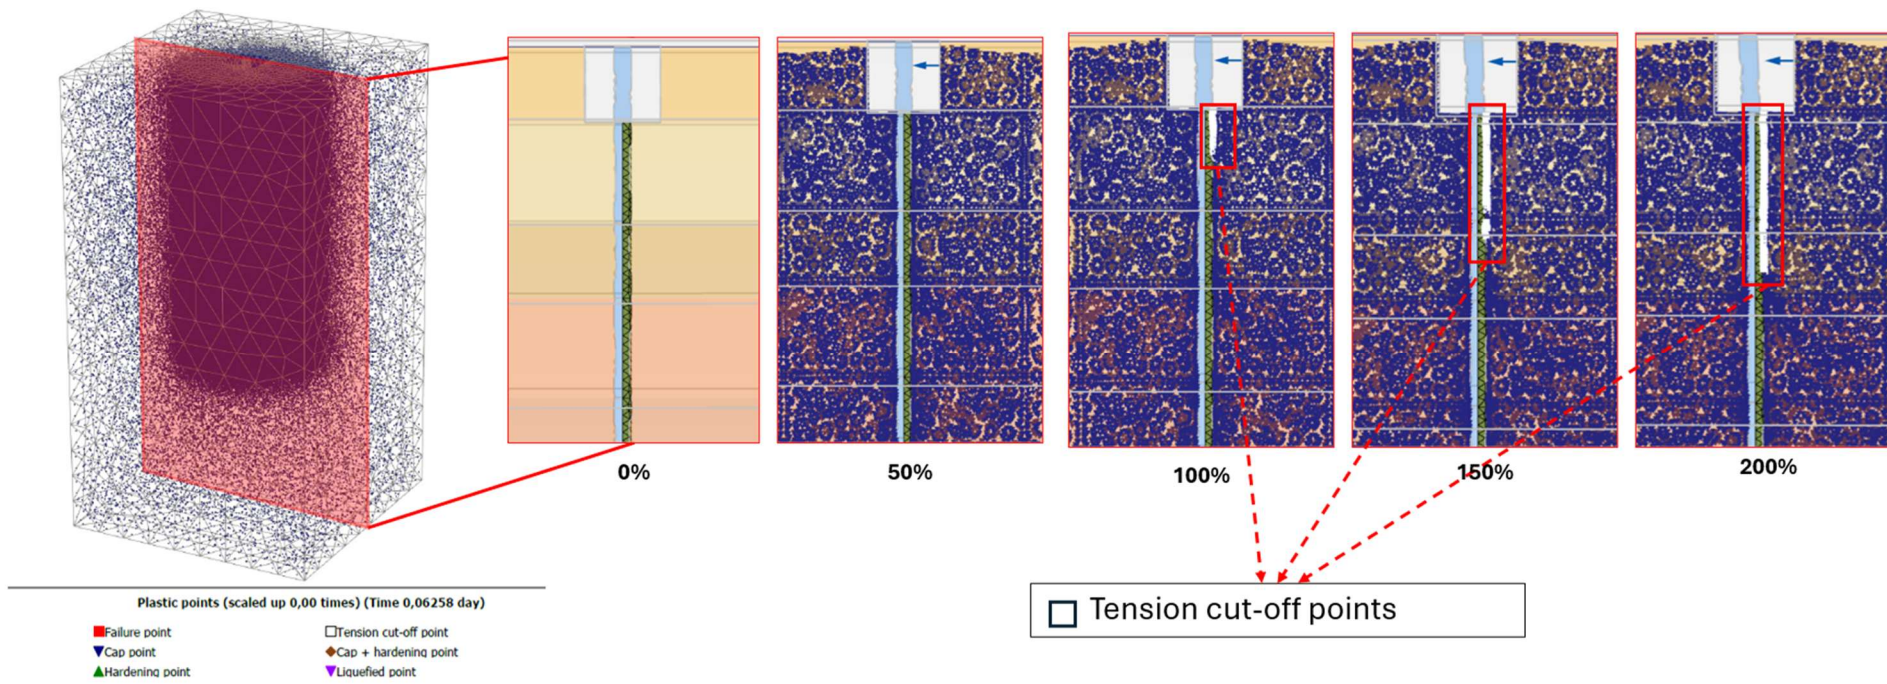 0%
50%
100%
150%
200%
Tension cut-off points
Plastic points (scaled up 0,00 times) (Time 0,06258 day)
Failure point
Tension cut-off point
Cap point
Cap + hardening point
Hardening point
Liquefied point